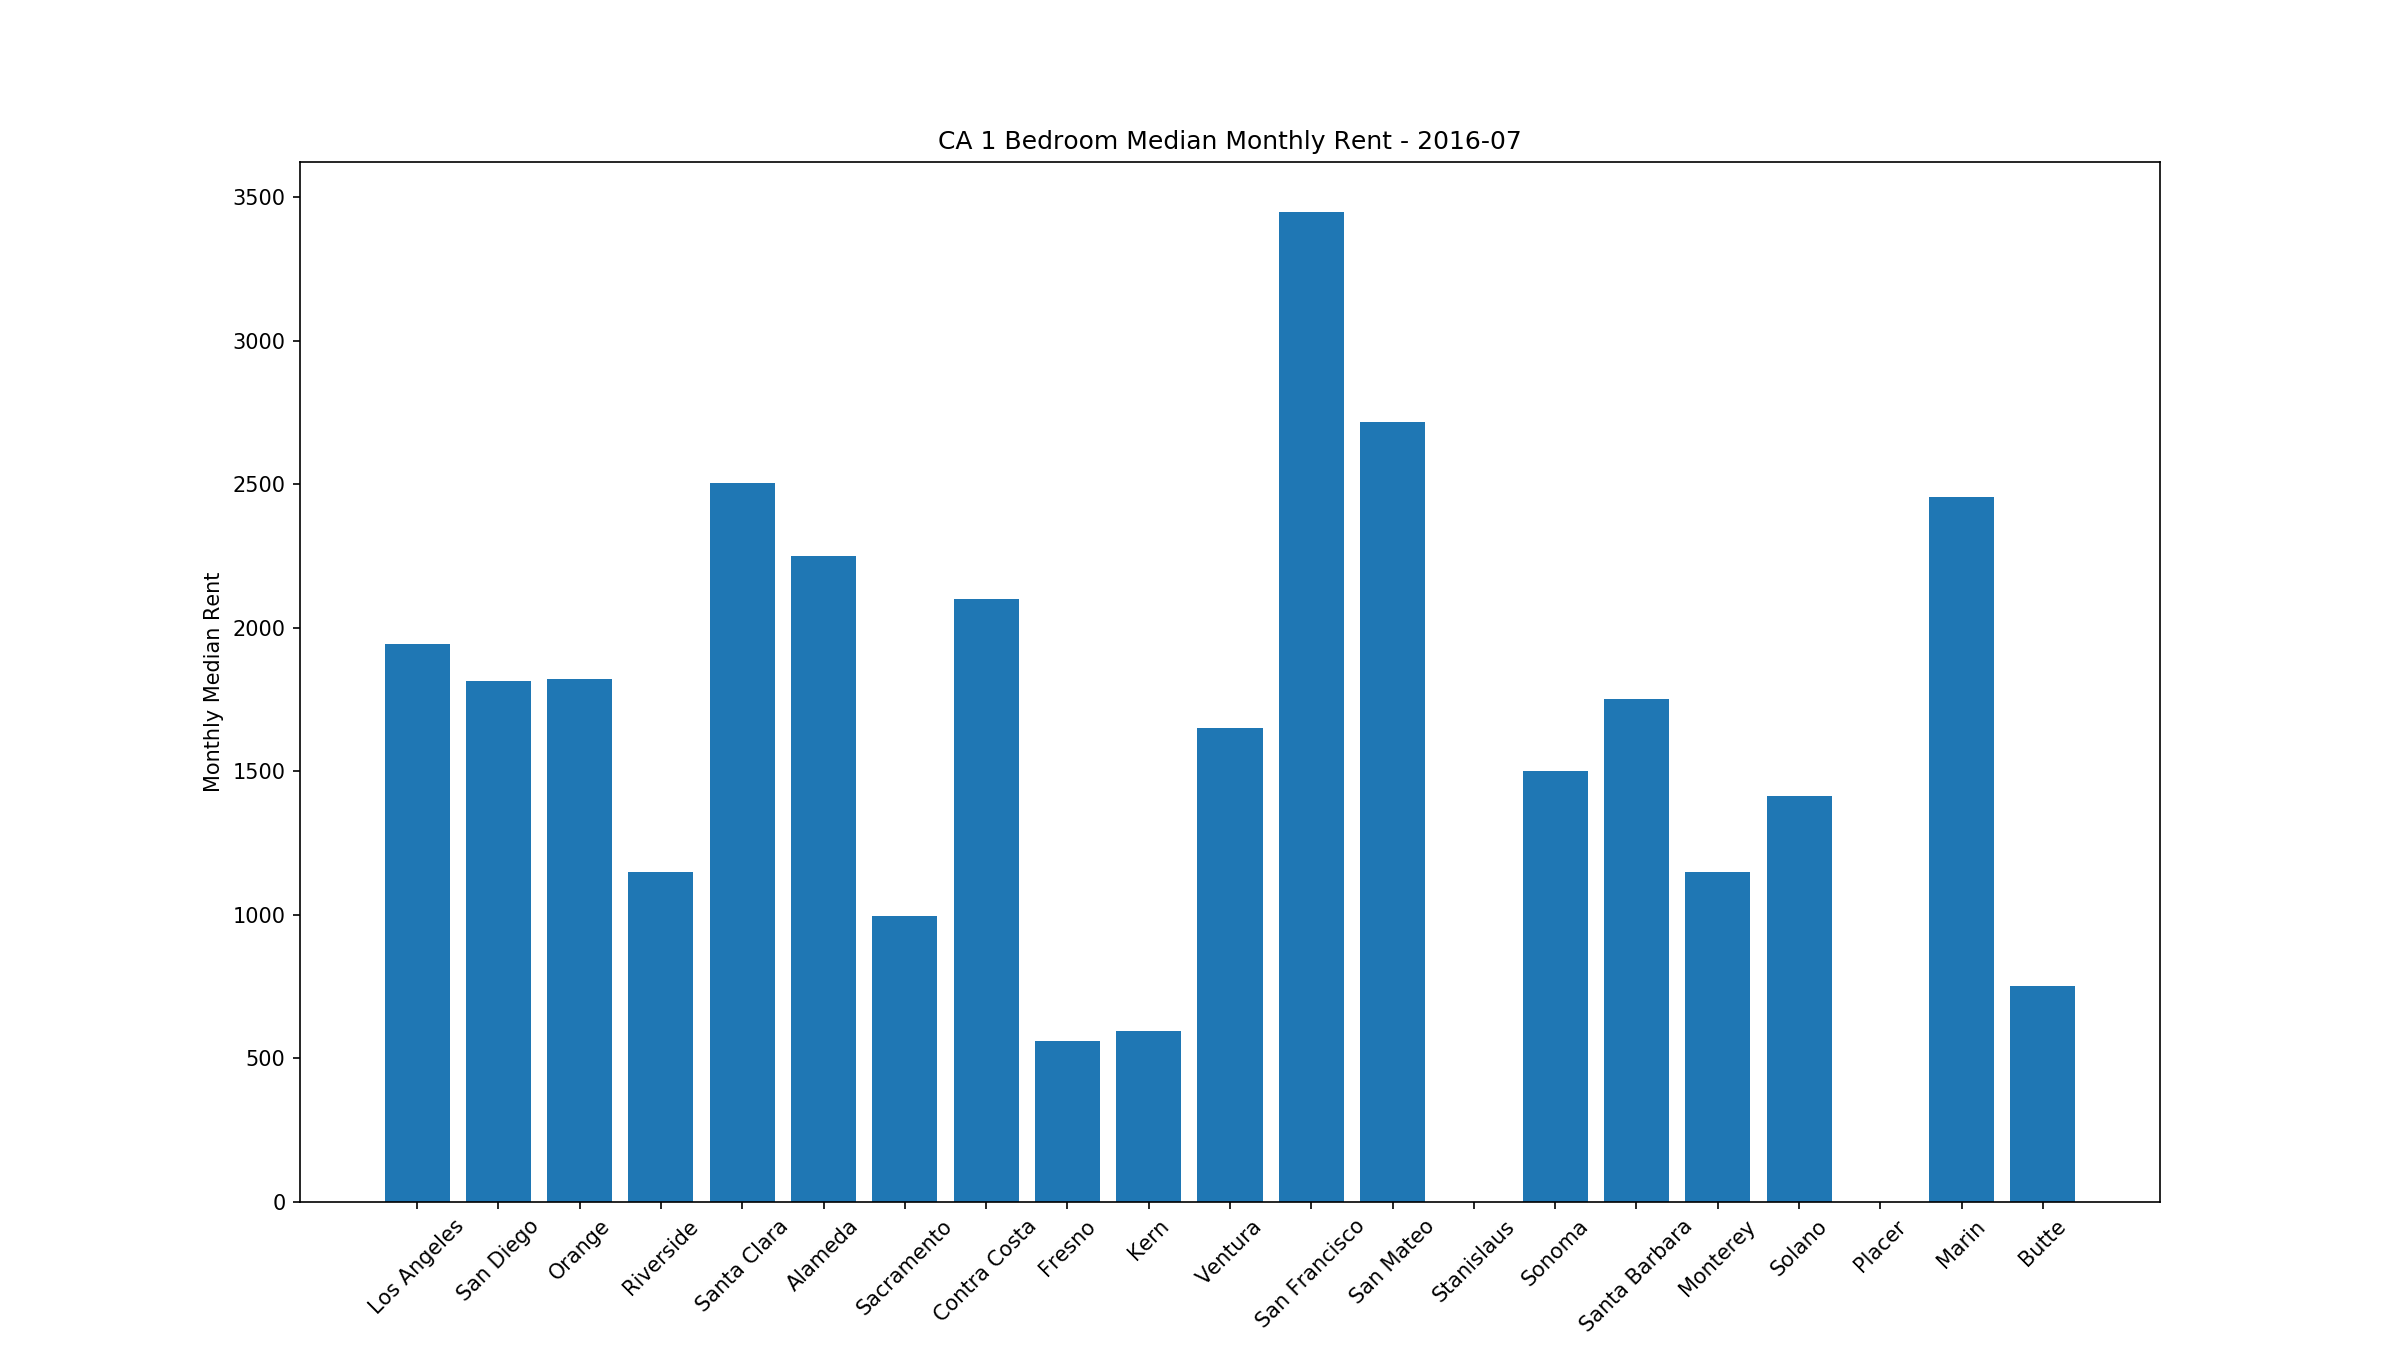 CA 1 Bedroom Median Monthly Rent - 2016-07
Monthly Median Rent
3500
3000
2500
2000
1500
1000
500
0
Los Angeles
San Diego
Orange
Riverside
Santa Clara
Alameda
Sacramento
Contra Costa
Fresno
Kern
Ventura
San Francisco
San Mateo
Stanislaus
Sonoma
Santa Barbara
Monterey
Solano
Placer
Marin
Butte